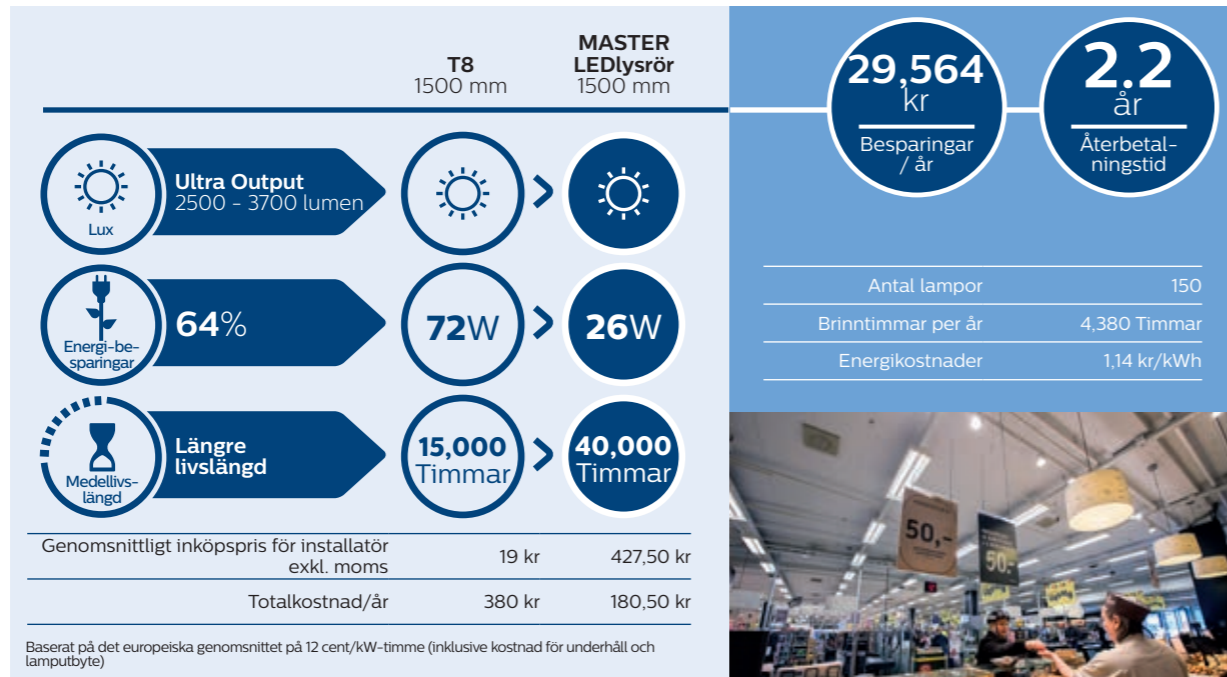 T8
1500 mm
MASTER
LEDlysrör
1500 mm
Lux
Ultra Output
2500 - 3700 lumen
>
Energi-be-
sparingar
64%
72W
>
26W
Medellivs-
längd
Längre
livslängd
15,000
Timmar
>
40,000
Timmar
Genomsnittligt inköpspris för installatör
exkl. moms
19 kr
427,50 kr
Totalkostnad/år
380 kr
180,50 kr
Baserat på det europeiska genomsnittet på 12 cent/kW-timme (inklusive kostnad för underhåll och
lamputbyte)
29,564
kr
Besparingar
/ år
2.2
år
Återbetal-
ningstid
Antal lampor
150
Brinntimmar per år
4,380 Timmar
Energikostnader
1,14 kr/kWh
50,-
50,-